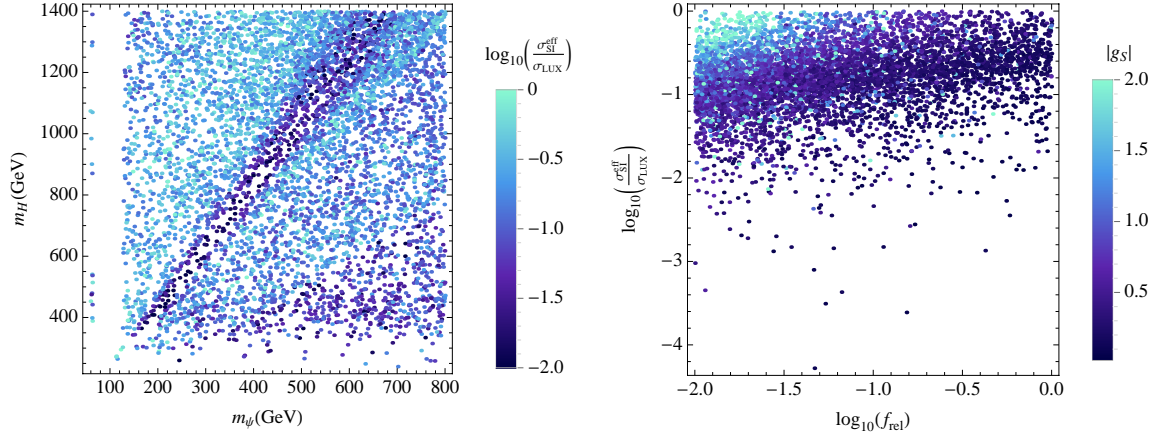 1400
1200
1000
800
600
400
m_H(GeV)
100 200 300 400 500 600 700 800
m_ψ(GeV)
log₁₀(σ_SI^eff / σ_LUX)
0
−0.5
−1.0
−1.5
−2.0
0
−1
−2
−3
−4
log₁₀(σ_SI^eff / σ_LUX)
−2.0 −1.5 −1.0 −0.5 0.0
log₁₀(f_rel)
|g_S|
2.0
1.5
1.0
0.5